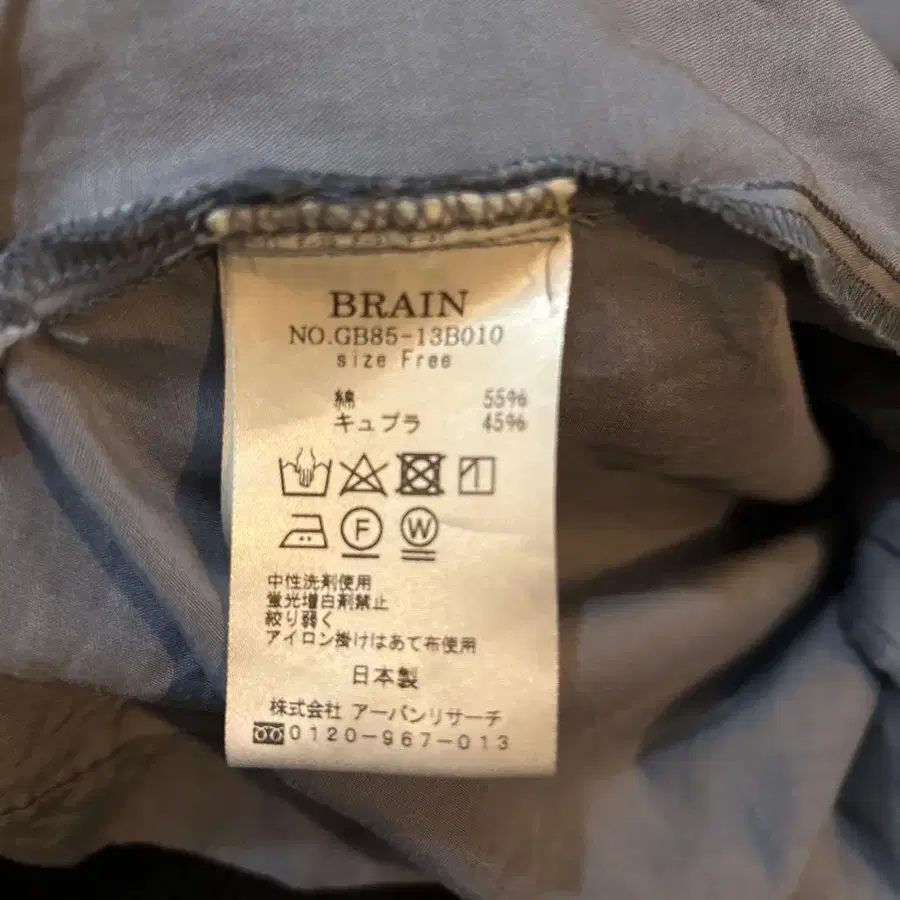 BRAIN
NO.GB85-13B010
size Free
綿 55%
キュプラ 45%
F W
中性洗剤使用
蛍光増白剤禁止
絞り弱く
アイロン掛けはあて布使用
日本製
株式会社 アーバンリサーチ
0120-967-013